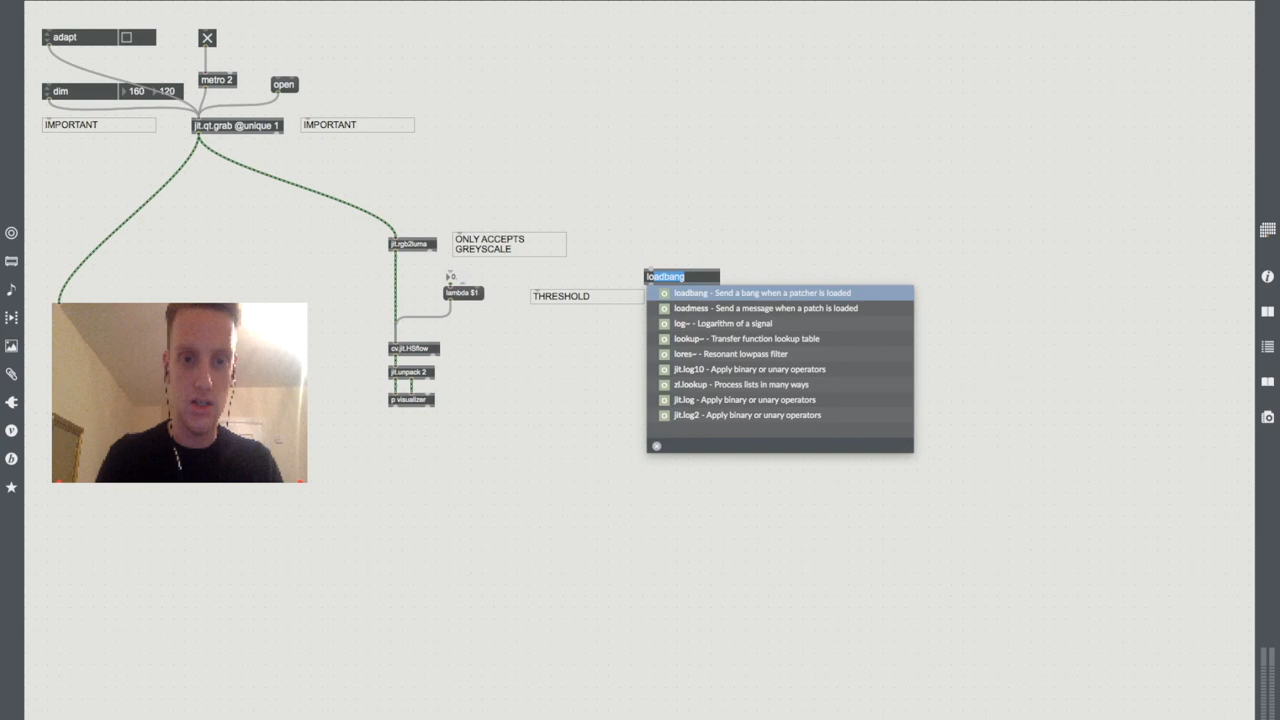 adapt
metro 2
open
dim
160
120
IMPORTANT
jit.qt.grab @unique 1
IMPORTANT
jit.rgb2luma
ONLY ACCEPTS
GREYSCALE
0.
lambda $1
THRESHOLD
loadbang
loadbang - Send a bang when a patcher is loaded
loadmess - Send a message when a patch is loaded
log~ - Logarithm of a signal
lookup~ - Transfer function lookup table
lores~ - Resonant lowpass filter
jit.log10 - Apply binary or unary operators
zl.lookup - Process lists in many ways
jit.log - Apply binary or unary operators
jit.log2 - Apply binary or unary operators
cv.jit.HSflow
jit.unpack 2
p visualizer